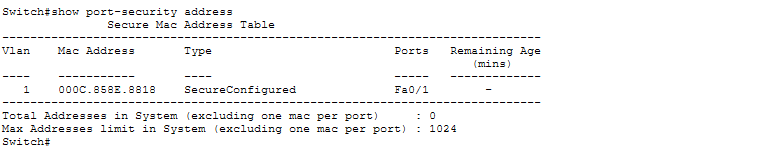 Switch#show port-security address
Secure Mac Address Table
-------------------------------------------------------------------------------
Vlan    Mac Address       Type                          Ports   Remaining Age
(mins)
----    -----------       ----                          -----   -------------
1    000C.858E.8818    SecureConfigured              Fa0/1        -
-------------------------------------------------------------------------------
Total Addresses in System (excluding one mac per port)     : 0
Max Addresses limit in System (excluding one mac per port) : 1024
Switch#